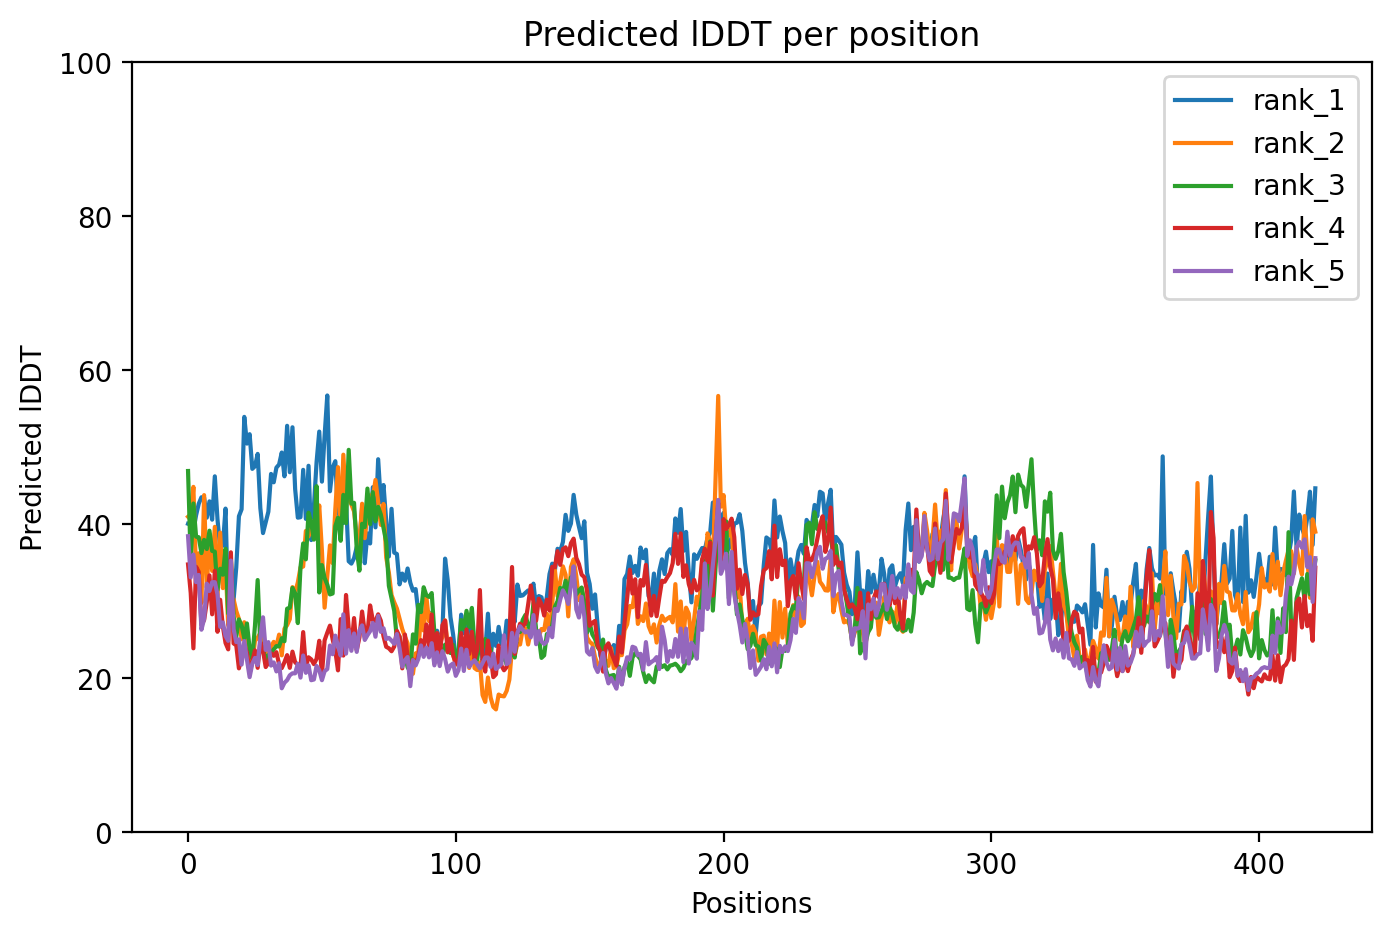 Predicted lDDT per position
100
80
60
40
20
0
Predicted lDDT
0 100 200 300 400
Positions
rank_1
rank_2
rank_3
rank_4
rank_5